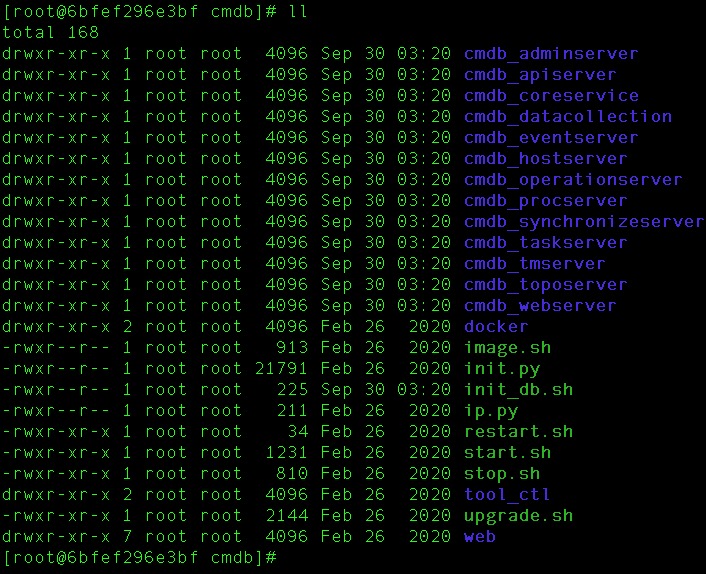 [root@6bfef296e3bf cmdb]# ll
total 168
drwxr-xr-x 1 root root  4096 Sep 30 03:20 cmdb_adminserver
drwxr-xr-x 1 root root  4096 Sep 30 03:20 cmdb_apiserver
drwxr-xr-x 1 root root  4096 Sep 30 03:20 cmdb_coreservice
drwxr-xr-x 1 root root  4096 Sep 30 03:20 cmdb_datacollection
drwxr-xr-x 1 root root  4096 Sep 30 03:20 cmdb_eventserver
drwxr-xr-x 1 root root  4096 Sep 30 03:20 cmdb_hostserver
drwxr-xr-x 1 root root  4096 Sep 30 03:20 cmdb_operationserver
drwxr-xr-x 1 root root  4096 Sep 30 03:20 cmdb_procserver
drwxr-xr-x 1 root root  4096 Sep 30 03:20 cmdb_synchronizeserver
drwxr-xr-x 1 root root  4096 Sep 30 03:20 cmdb_taskserver
drwxr-xr-x 1 root root  4096 Sep 30 03:20 cmdb_tmserver
drwxr-xr-x 1 root root  4096 Sep 30 03:20 cmdb_toposerver
drwxr-xr-x 1 root root  4096 Sep 30 03:20 cmdb_webserver
drwxr-xr-x 2 root root  4096 Feb 26  2020 docker
-rwxr--r-- 1 root root   913 Feb 26  2020 image.sh
-rwxr--r-- 1 root root 21791 Feb 26  2020 init.py
-rwxr--r-- 1 root root   225 Sep 30 03:20 init_db.sh
-rwxr--r-- 1 root root   211 Feb 26  2020 ip.py
-rwxr-xr-x 1 root root    34 Feb 26  2020 restart.sh
-rwxr-xr-x 1 root root  1231 Feb 26  2020 start.sh
-rwxr-xr-x 1 root root   810 Feb 26  2020 stop.sh
drwxr-xr-x 2 root root  4096 Feb 26  2020 tool_ctl
-rwxr-xr-x 1 root root  2144 Feb 26  2020 upgrade.sh
drwxr-xr-x 7 root root  4096 Feb 26  2020 web
[root@6bfef296e3bf cmdb]#